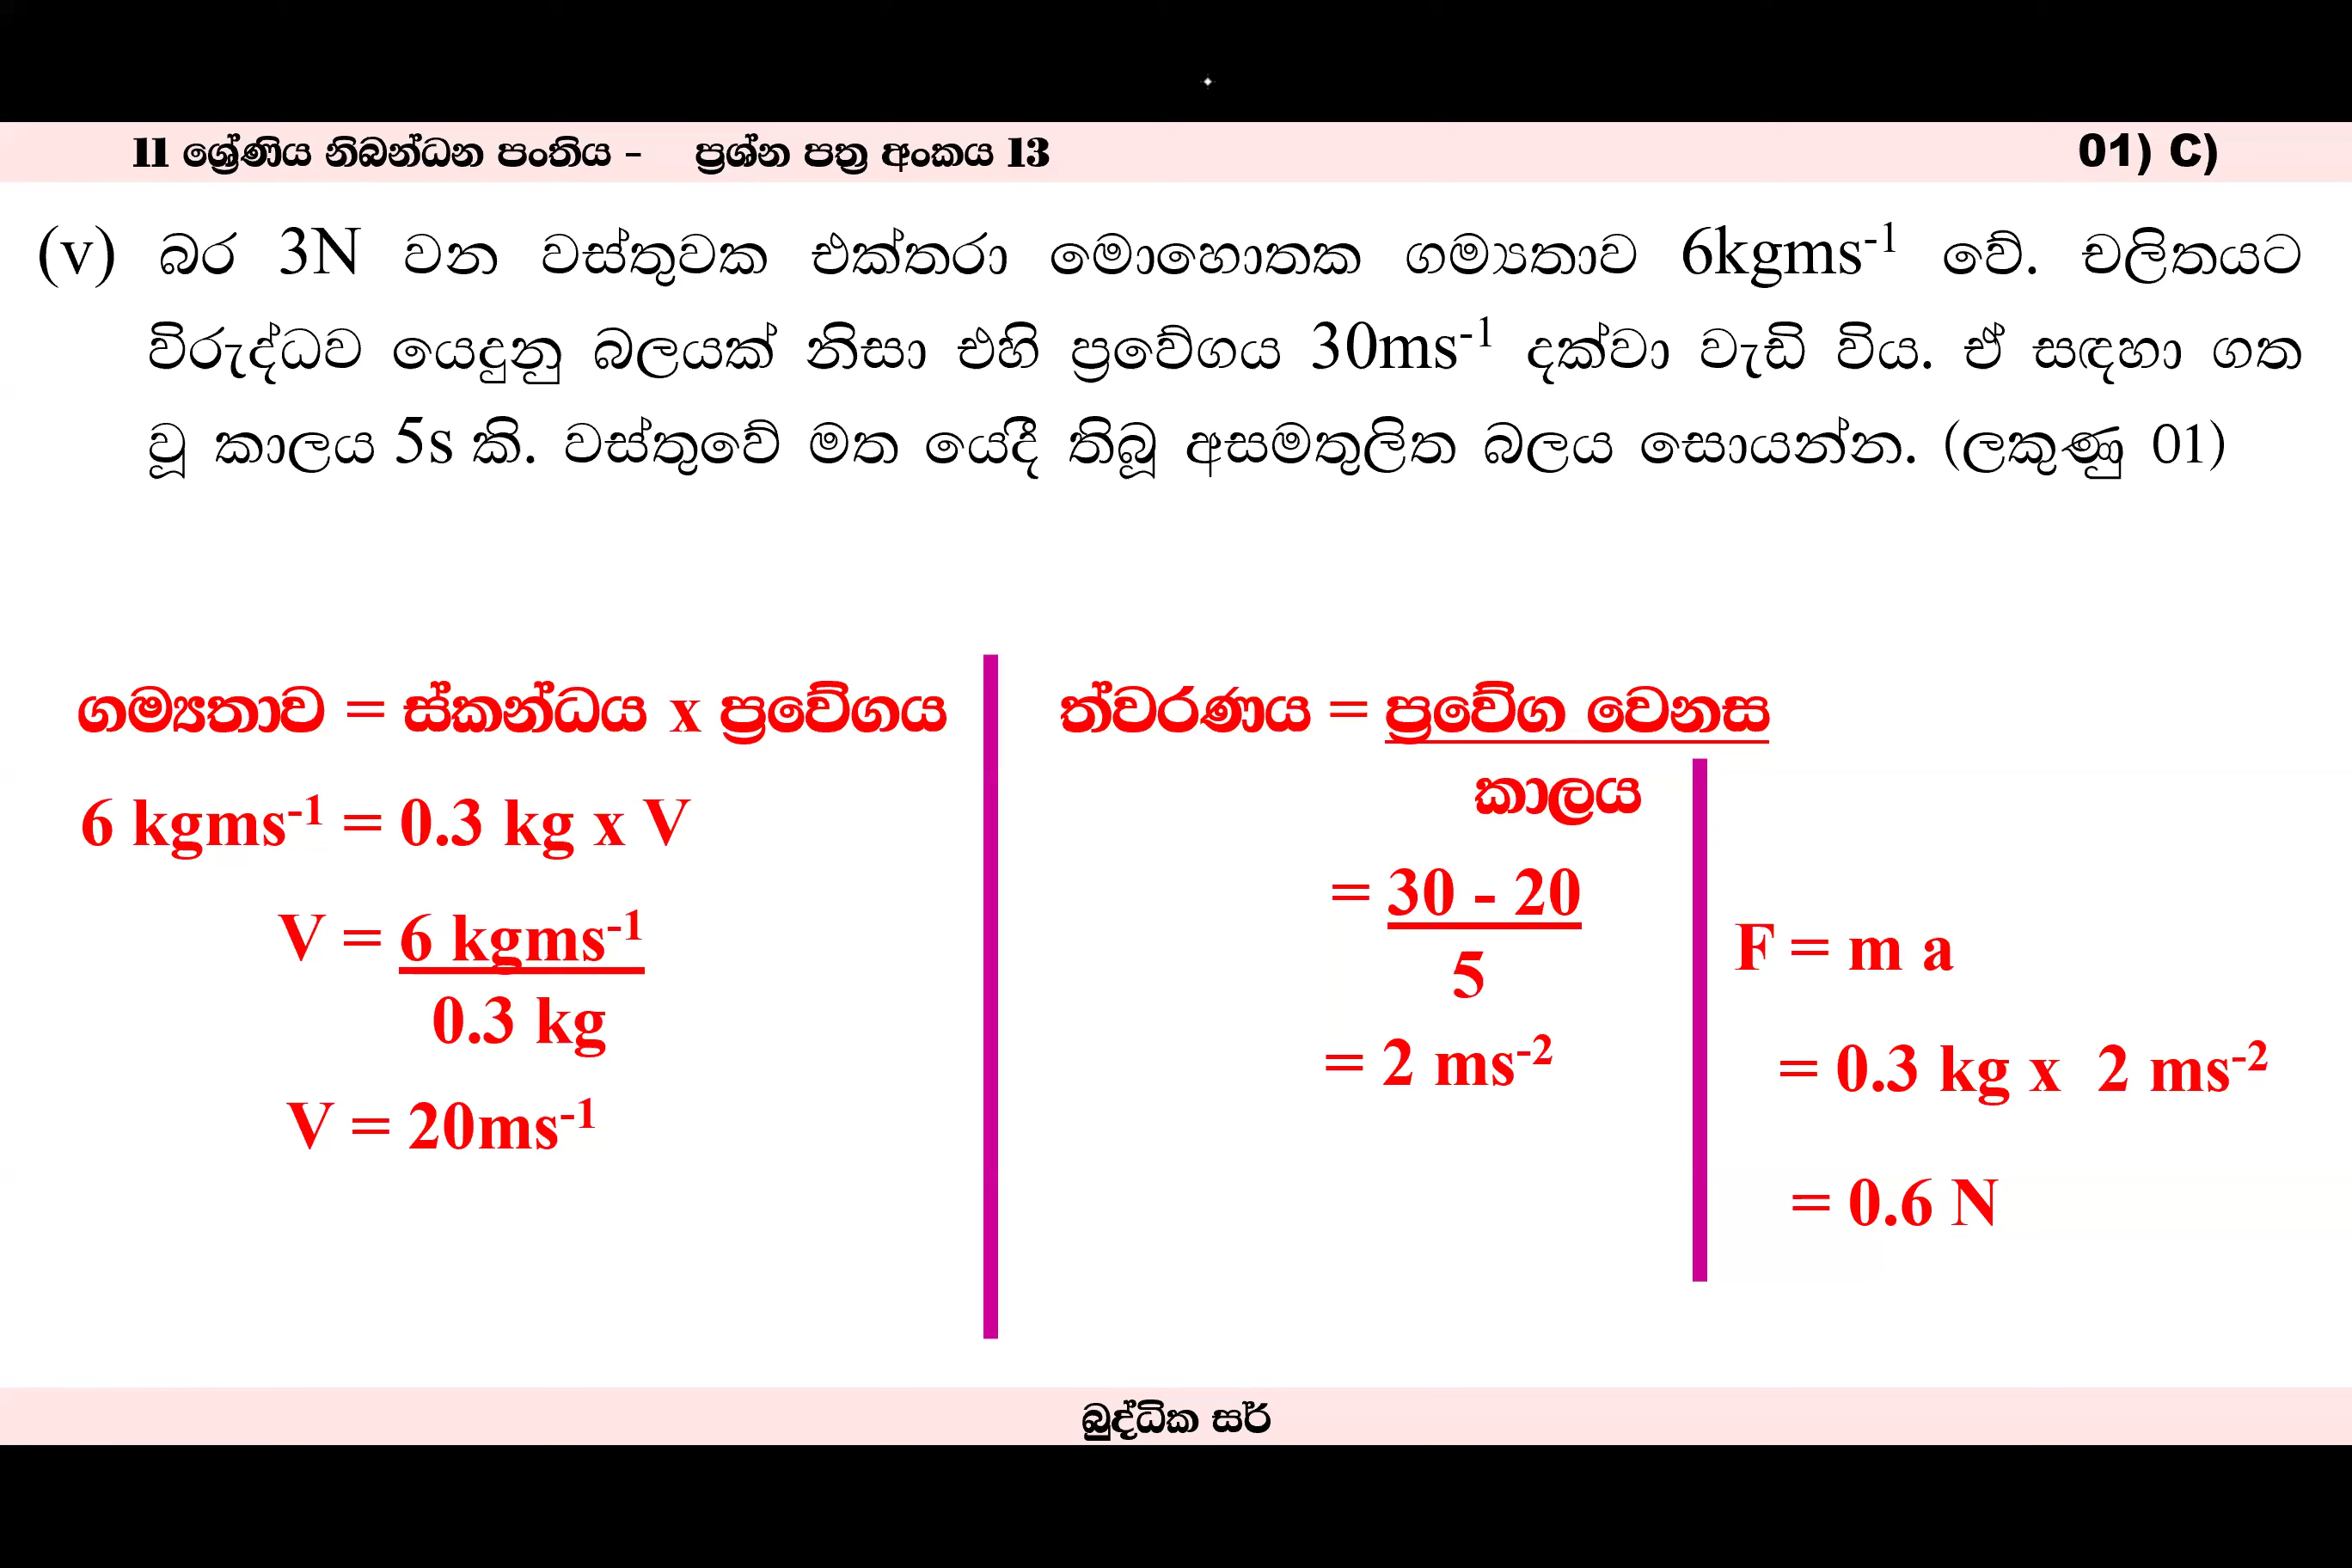 11 ශ්‍රේණිය නිබන්ධන පංතිය - ප්‍රශ්න පත්‍ර අංකය 13 01) C)
(v) බර 3N වන වස්තුවක එක්තරා මොහොතක ගම්‍යතාව 6kgms⁻¹ වේ. චලිතයට
විරුද්ධව යෙදුනු බලයක් නිසා එහි ප්‍රවේගය 30ms⁻¹ දක්වා වැඩි විය. ඒ සඳහා ගත
වූ කාලය 5s කි. වස්තුවේ මත යෙදී තිබූ අසමතුලිත බලය සොයන්න. (ලකුණු 01)
ගම්‍යතාව = ස්කන්ධය x ප්‍රවේගය
6 kgms⁻¹ = 0.3 kg x V
V = 6 kgms⁻¹
0.3 kg
V = 20ms⁻¹
ත්වරණය = ප්‍රවේග වෙනස
කාලය
= 30 - 20
5
= 2 ms⁻²
F = m a
= 0.3 kg x 2 ms⁻²
= 0.6 N
බුද්ධික සර්